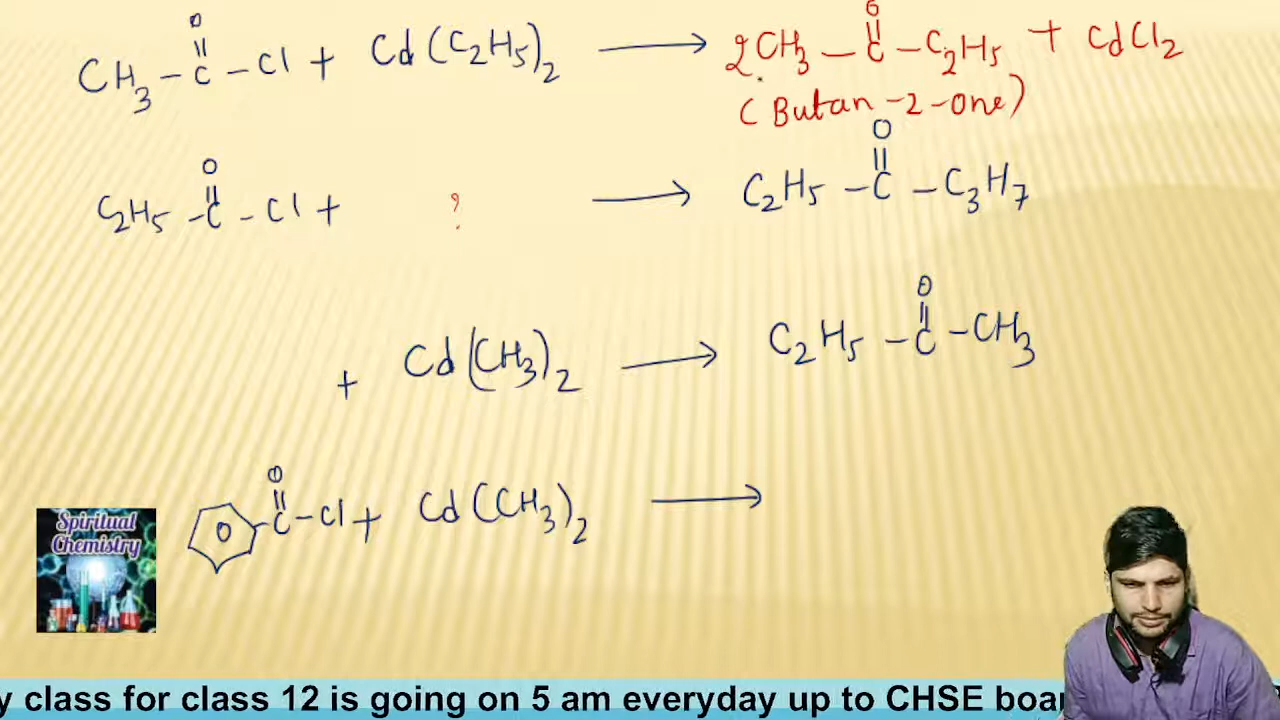 CH₃ – C(=O) – Cl + Cd(C₂H₅)₂ ⟶ 2CH₃ – C(=O) – C₂H₅ + CdCl₂
(Butan-2-one)
C₂H₅ – C(=O) – Cl + ? ⟶ C₂H₅ – C(=O) – C₃H₇
+ Cd(CH₃)₂ ⟶ C₂H₅ – C(=O) – CH₃
C(=O) – Cl + Cd(CH₃)₂ ⟶
Spiritual
Chemistry
y class for class 12 is going on 5 am everyday up to CHSE boar